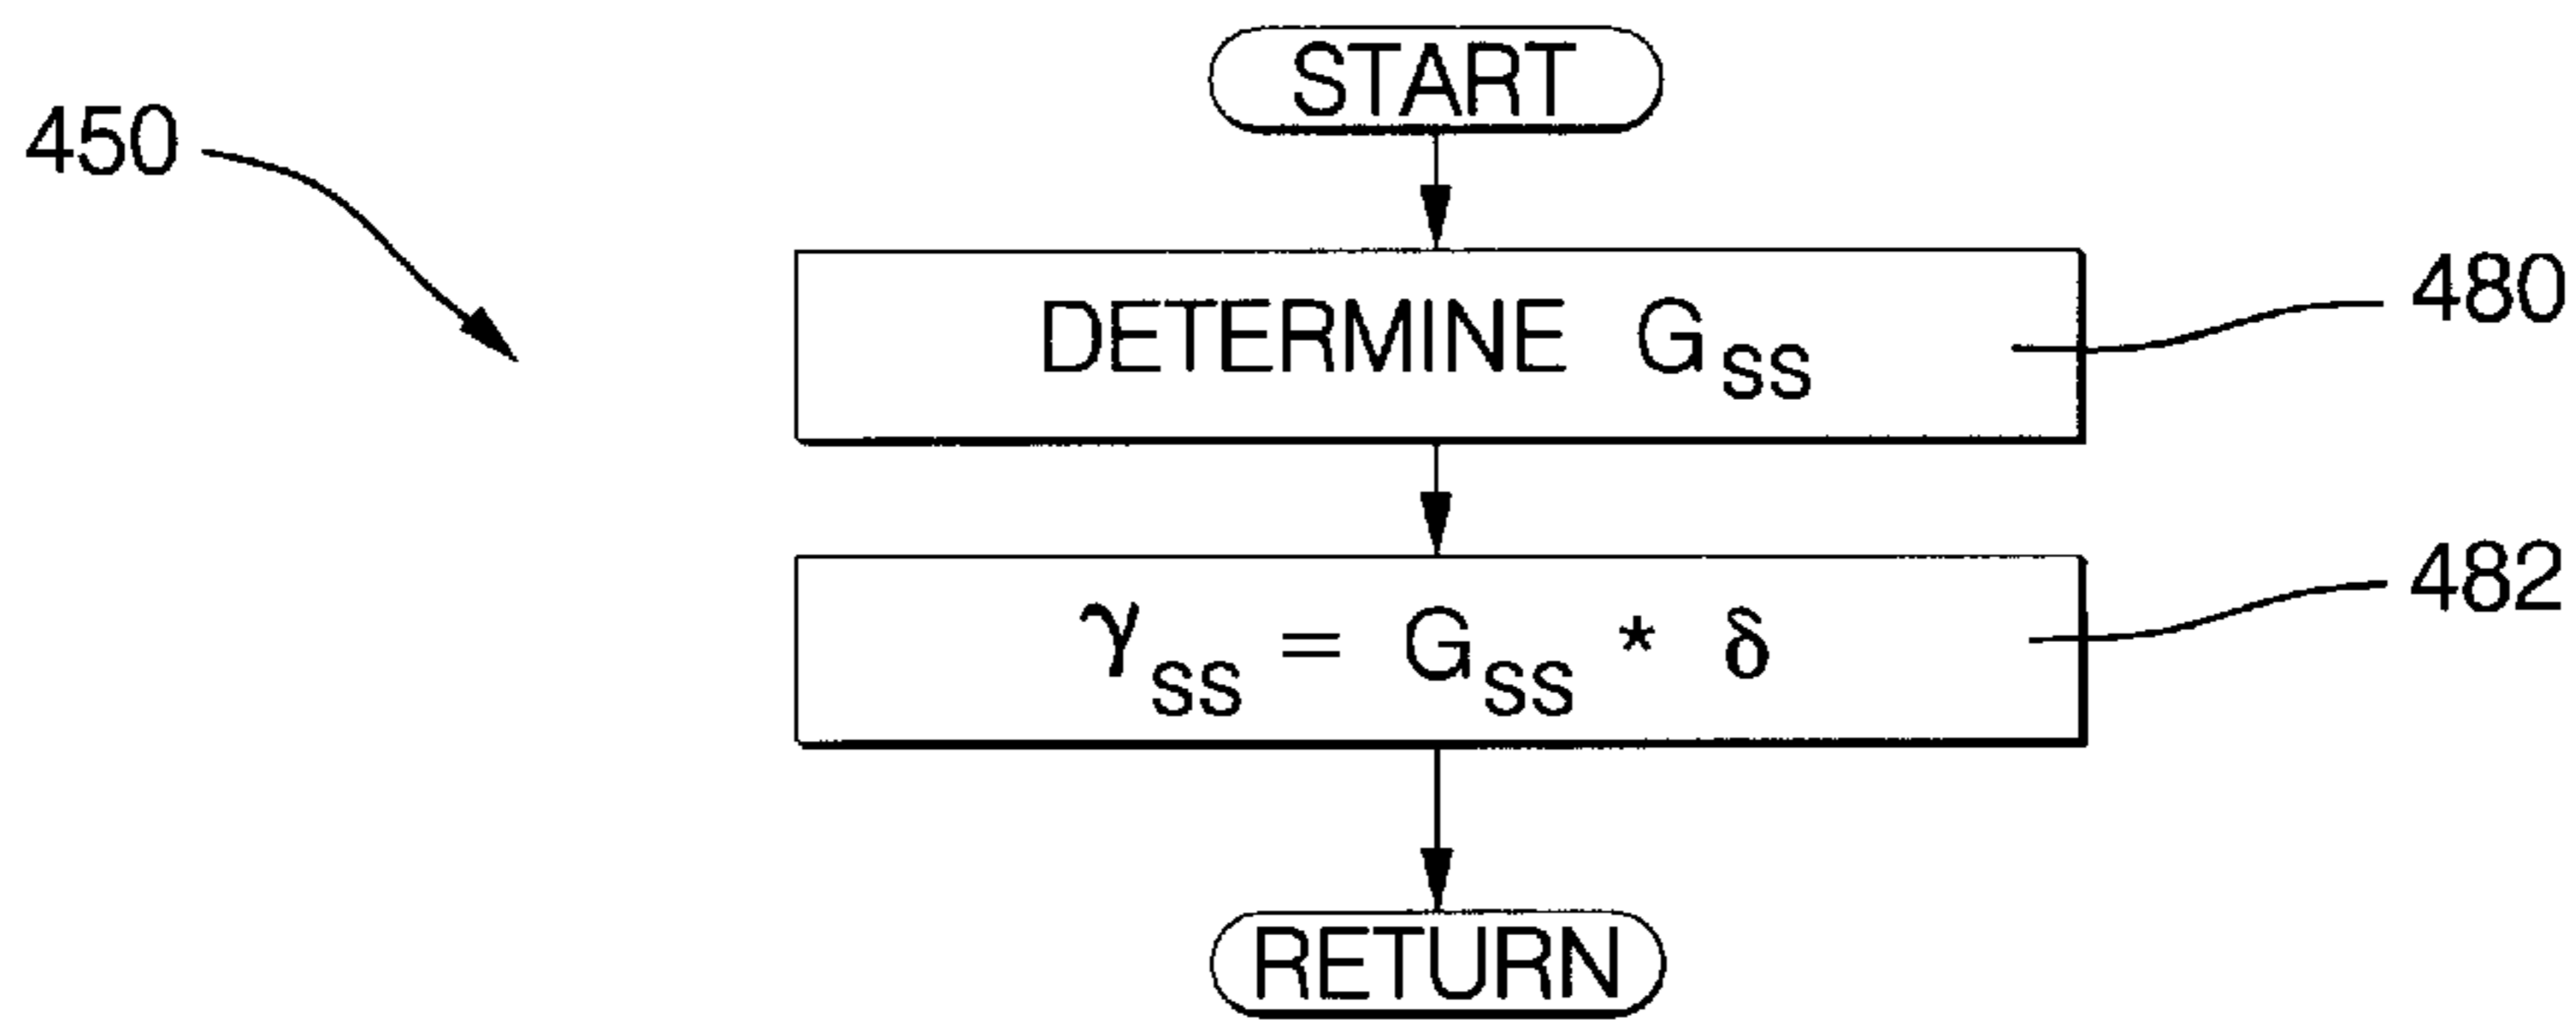 START
450
DETERMINE G_SS
480
γ_SS = G_SS * δ
482
RETURN